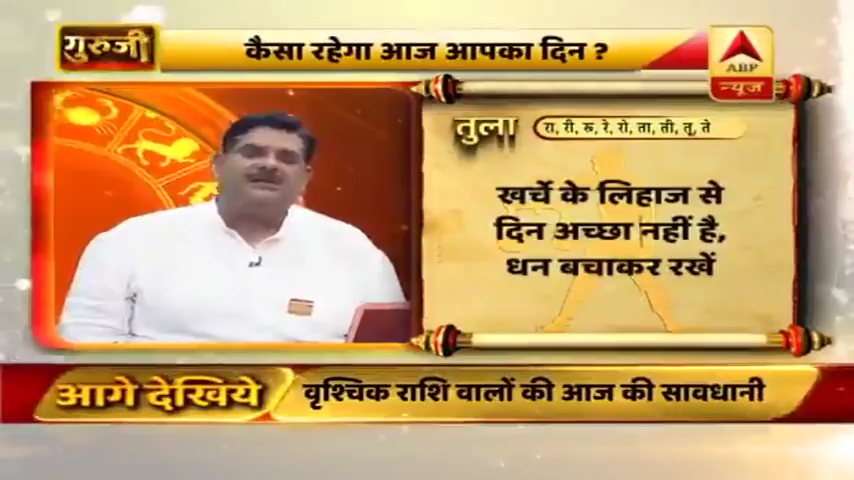 गुरुजी
कैसा रहेगा आज आपका दिन ?
ABP
न्यूज़
तुला
रा, री, रू, रे, रो, ता, ती, तू, ते
खर्चे के लिहाज से
दिन अच्छा नहीं है,
धन बचाकर रखें
आगे देखिये
वृश्चिक राशि वालों की आज की सावधानी